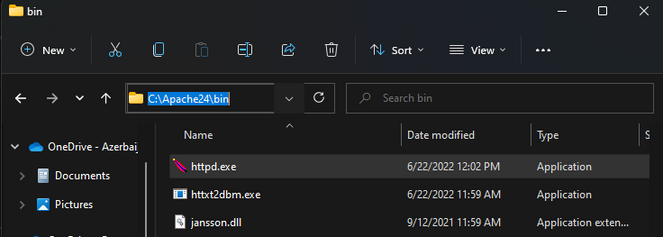 bin
New Sort View
C:\Apache24\bin Search bin
Name Date modified Type S
OneDrive - Azerbaij
httpd.exe 6/22/2022 12:02 PM Application
Documents
httxt2dbm.exe 6/22/2022 11:59 AM Application
Pictures
jansson.dll 9/12/2021 11:59 AM Application exten...